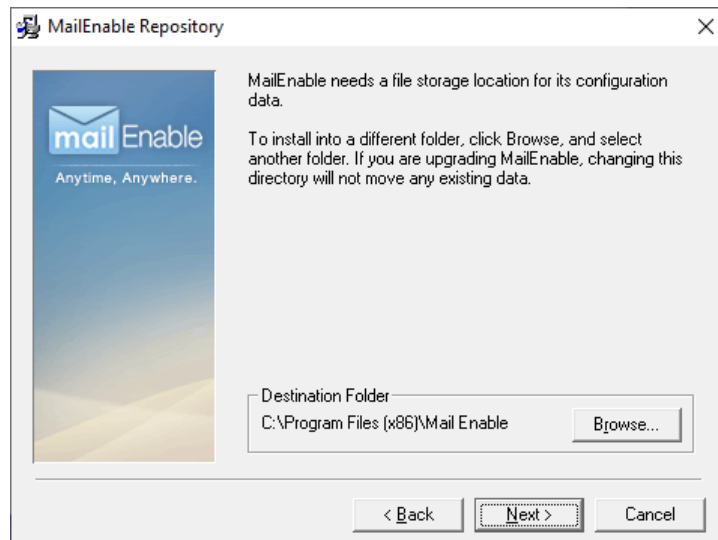 MailEnable Repository
MailEnable needs a file storage location for its configuration
data.
To install into a different folder, click Browse, and select
another folder. If you are upgrading MailEnable, changing this
directory will not move any existing data.
mail Enable
Anytime, Anywhere.
Destination Folder
C:\Program Files (x86)\Mail Enable
Browse...
< Back
Next >
Cancel